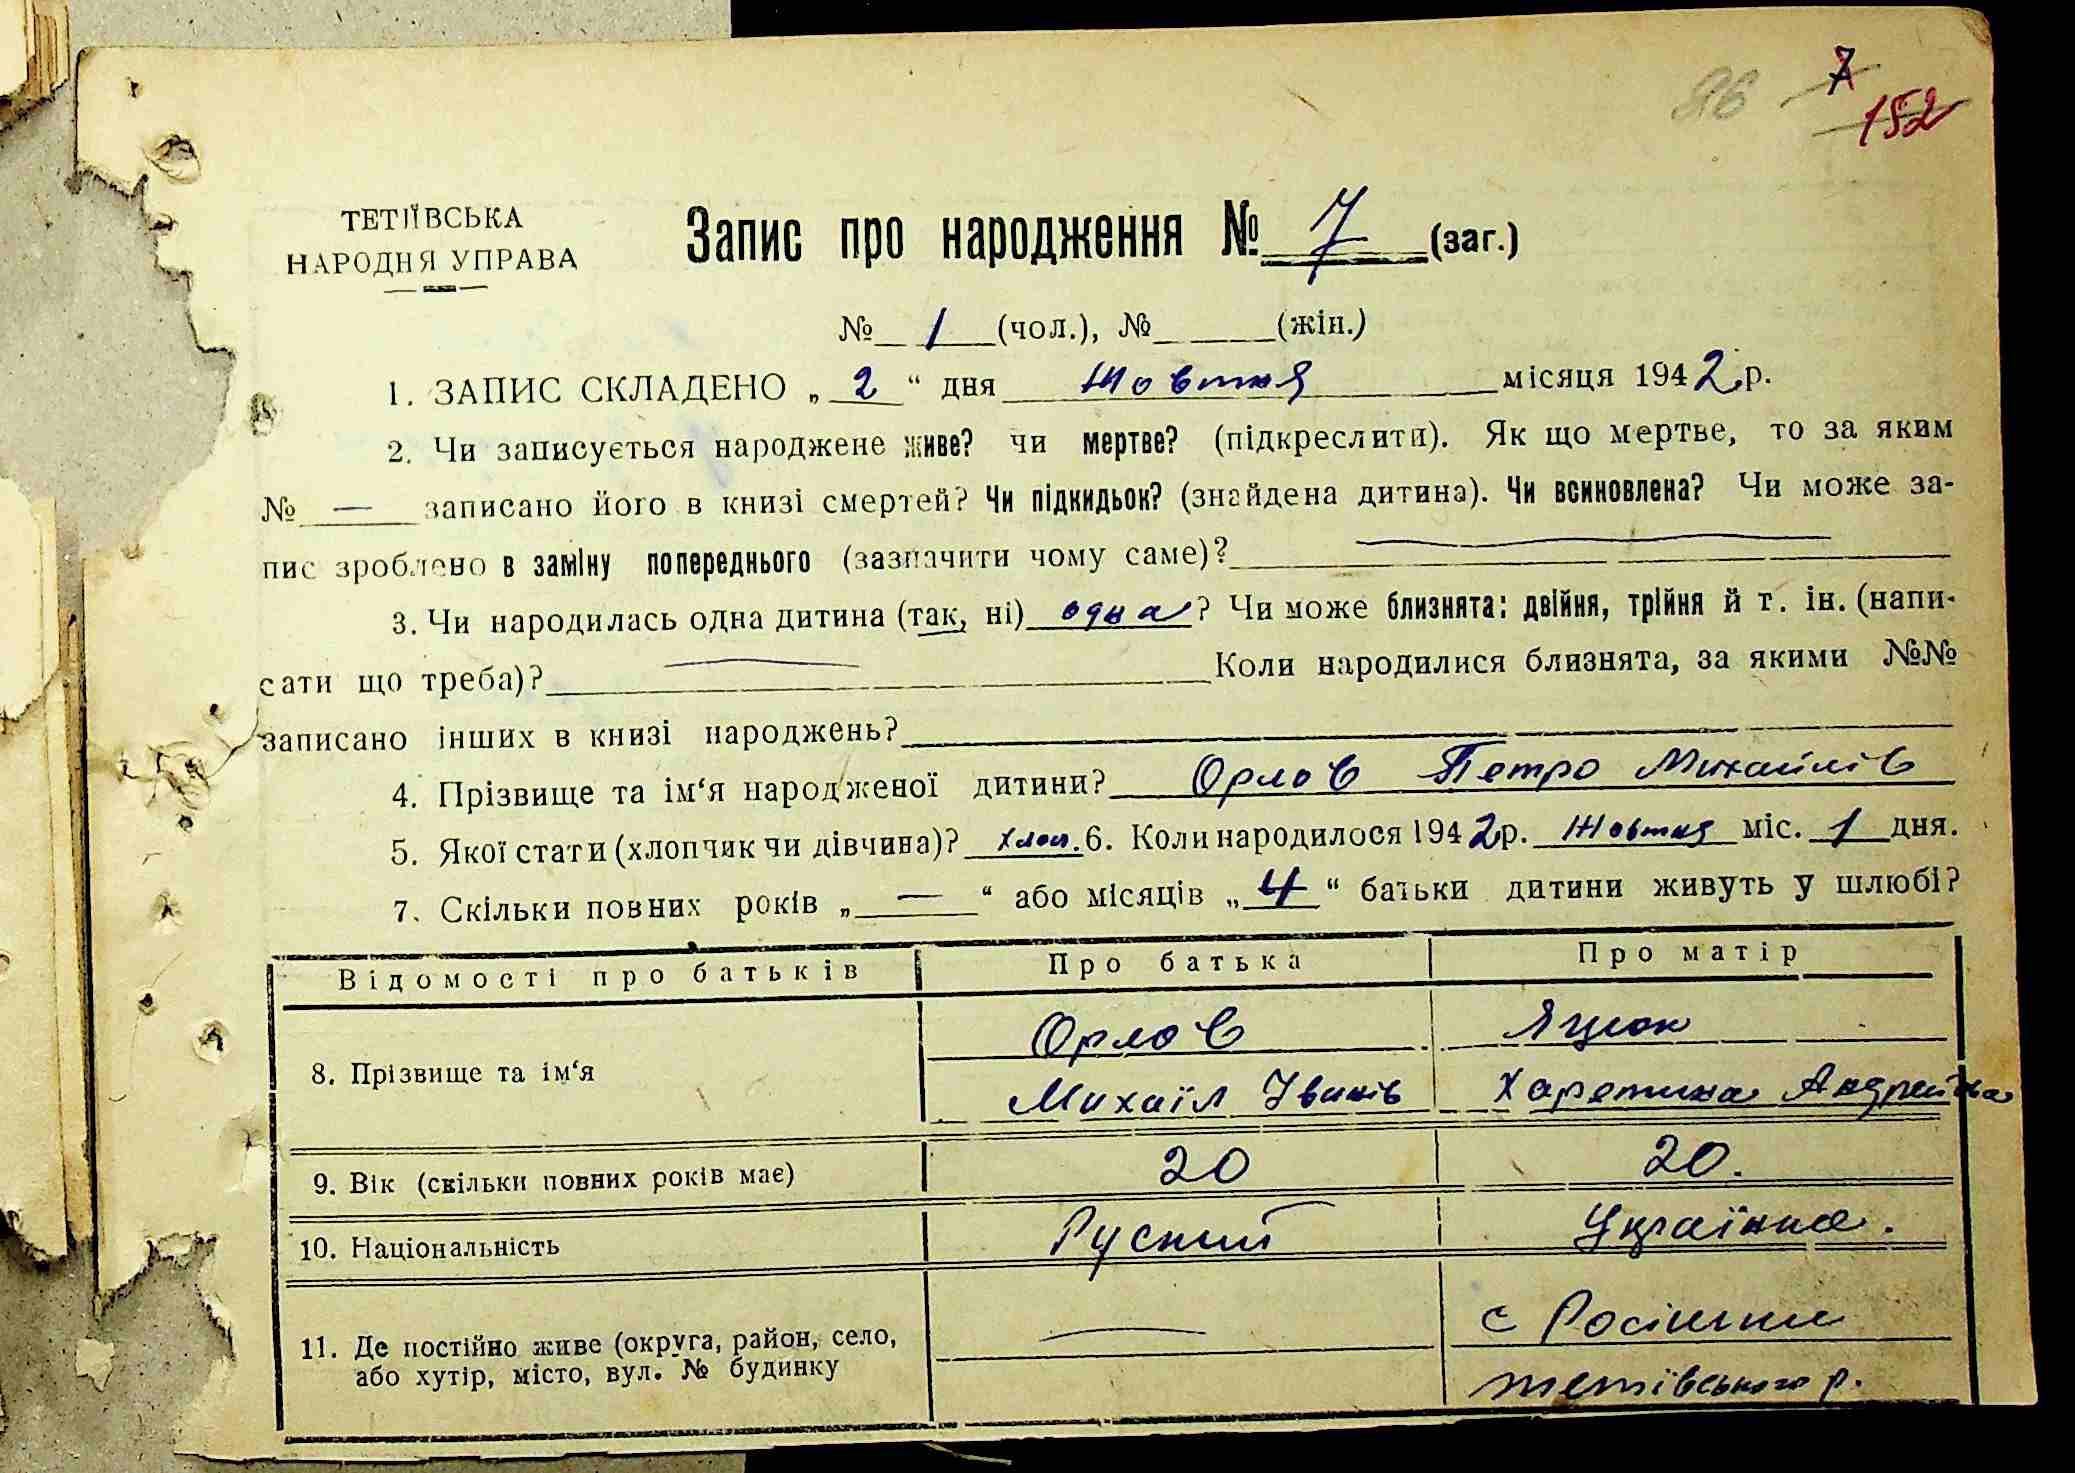 7
152
ТЕТІЇВСЬКА
НАРОДНЯ УПРАВА
Запис про народження № 7 (заг.)
№ 1 (чол.), № (жін.)
1. ЗАПИС СКЛАДЕНО „ 2 “ дня Жовтня місяця 1942 р.
2. Чи записується народжене живе? чи мертве? (підкреслити). Як що мертве, то за яким
№ — записано його в книзі смертей? Чи підкидьок? (знайдена дитина). Чи всиновлена? Чи може за-
пис зроблено в заміну попереднього (зазначити чому саме)?
3. Чи народилась одна дитина (так, ні) одна? Чи може близнята: двійня, трійня й т. ін. (напи-
сати що треба)? Коли народилися близнята, за якими №№
записано інших в книзі народжень?
4. Прізвище та ім‘я народженої дитини? Орлов Петро Михайлів
5. Якої стати (хлопчик чи дівчина)? хлоп. 6. Коли народилося 1942 р. Жовтня міс. 1 дня.
7. Скільки повних років „ — “ або місяців „ 4 “ батьки дитини живуть у шлюбі?
Відомості про батьків Про батька Про матір
Орлов Яцюк
8. Прізвище та ім‘я
Михаїл Іванів Харетина Андріївна
9. Вік (скільки повних років має) 20 20.
10. Національність Руский Українка.
с Росішки
11. Де постійно живе (округа, район, село, —
або хутір, місто, вул. № будинку тетіївського р.